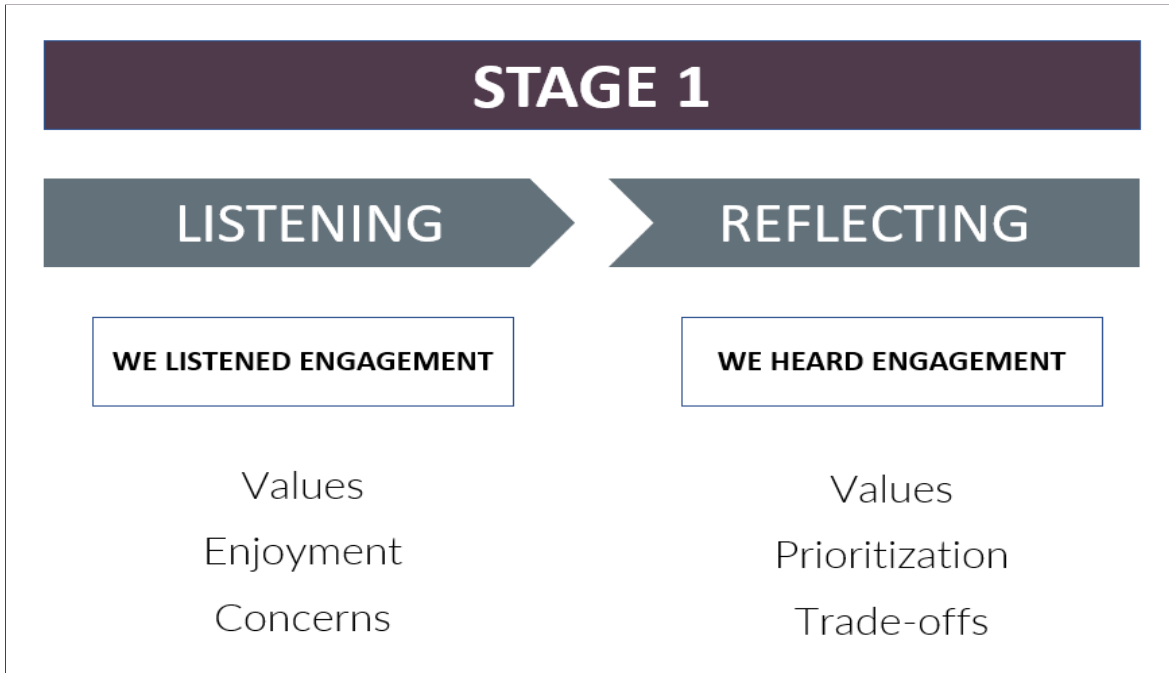 STAGE 1
LISTENING
REFLECTING
WE LISTENED ENGAGEMENT
WE HEARD ENGAGEMENT
Values
Enjoyment
Concerns
Values
Prioritization
Trade-offs